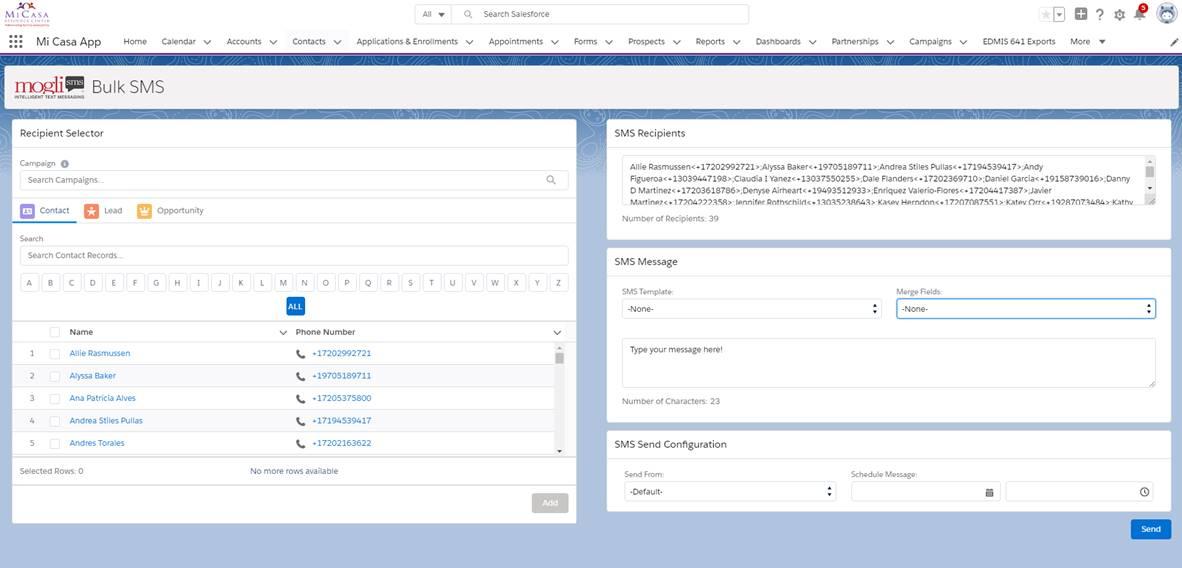 MiCasa
RESOURCE CENTER
All
Search Salesforce
5
Mi Casa App
Home
Calendar
Accounts
Contacts
Applications & Enrollments
Appointments
Forms
Prospects
Reports
Dashboards
Partnerships
Campaigns
EDMIS 641 Exports
More
mogli sms
INTELLIGENT TEXT MESSAGING
Bulk SMS
Recipient Selector
Campaign
Search Campaigns...
Contact
Lead
Opportunity
Search
Search Contact Records...
A B C D E F G H I J K L M N O P Q R S T U V W X Y Z
ALL
Name Phone Number
1 Allie Rasmussen +17202992721
2 Alyssa Baker +19705189711
3 Ana Patricia Alves +17205375800
4 Andrea Stiles Pullas +17194539417
5 Andres Torales +17202163622
Selected Rows: 0 No more rows available
Add
SMS Recipients
Allie Rasmussen<+17202992721>;Alyssa Baker<+19705189711>;Andrea Stiles Pullas<+17194539417>;Andy
Figueroa<+13039447198>;Claudia I Yanez<+13037550255>;Dale Flanders<+17202369710>;Daniel Garcia<+19158739016>;Danny
D Martinez<+17203618786>;Denyse Airheart<+19493512933>;Enriquez Valerio-Flores<+17204417387>;Javier
Martinez<+17204222358>;Jennifer Rothschild<+13035238643>;Kasey Herndon<+17207087551>;Katey Orr<+19287073484>;Kathy
Number of Recipients: 39
SMS Message
SMS Template: Merge Fields:
-None- -None-
Type your message here!
Number of Characters: 23
SMS Send Configuration
Send From: Schedule Message:
-Default-
Send